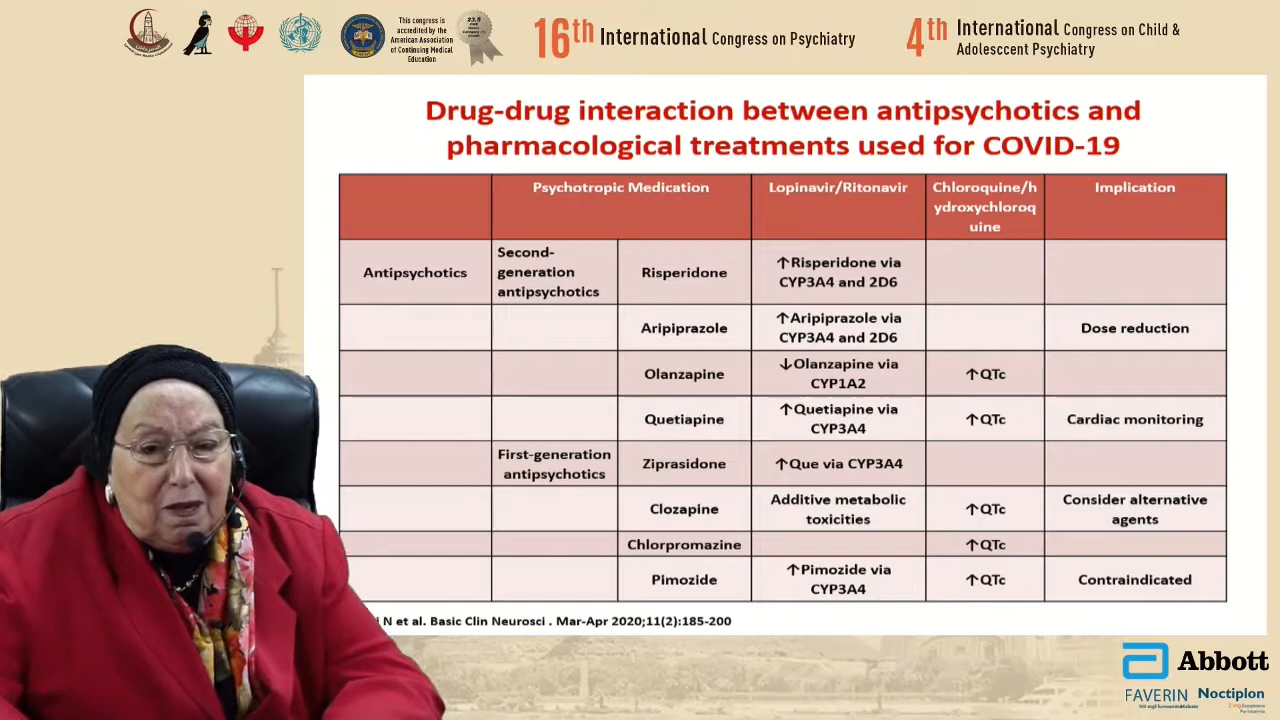 This congress is
accredited by the
American Association
of Continuing Medical
Education
23.5
16th International Congress on Psychiatry
4th International Congress on Child &
Adolesccent Psychiatry
Drug-drug interaction between antipsychotics and
pharmacological treatments used for COVID-19
Psychotropic Medication
Lopinavir/Ritonavir
Chloroquine/h
ydroxychloroq
uine
Implication
Antipsychotics
Second-
generation
antipsychotics
Risperidone
↑Risperidone via
CYP3A4 and 2D6
Aripiprazole
↑Aripiprazole via
CYP3A4 and 2D6
Dose reduction
Olanzapine
↓Olanzapine via
CYP1A2
↑QTc
Quetiapine
↑Quetiapine via
CYP3A4
↑QTc
Cardiac monitoring
First-generation
antipsychotics
Ziprasidone
↑Que via CYP3A4
Clozapine
Additive metabolic
toxicities
↑QTc
Consider alternative
agents
Chlorpromazine
↑QTc
Pimozide
↑Pimozide via
CYP3A4
↑QTc
Contraindicated
N et al. Basic Clin Neurosci . Mar-Apr 2020;11(2):185-200
Abbott
FAVERIN
Noctiplon